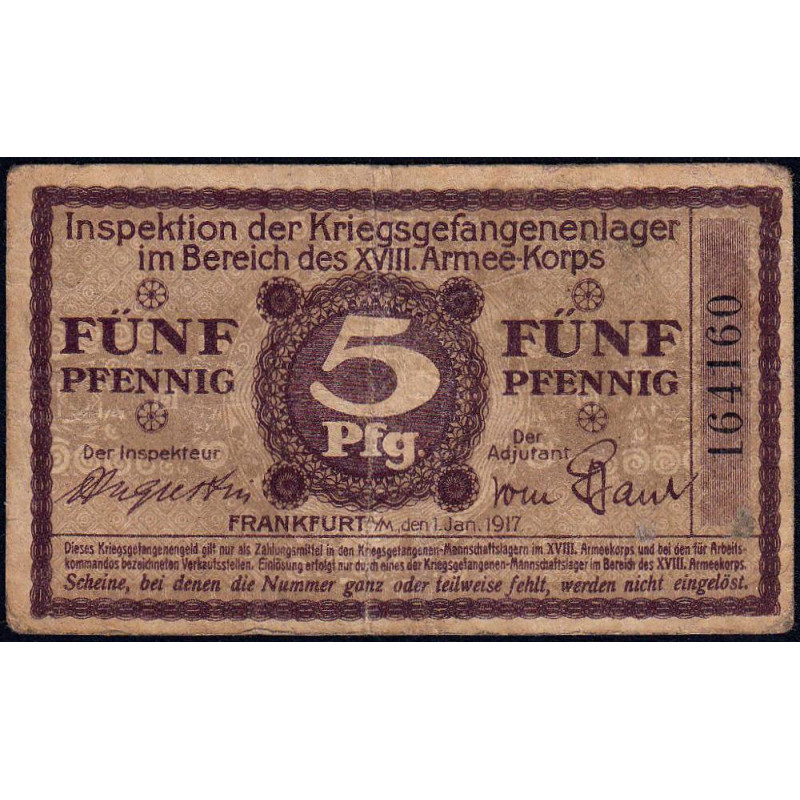 Inspektion der Kriegsgefangenenlager
im Bereich des XVIII. Armee-Korps
FÜNF
PFENNIG
5
Pfg.
FÜNF
PFENNIG
164160
Der Inspekteur
Der
Adjutant
Augustin
vom Brand
FRANKFURT A/M., den 1. Jan. 1917
Dieses Kriegsgefangenengeld gilt nur als Zahlungsmittel in den Kriegsgefangenen-Mannschaftslagern im XVIII. Armeekorps und bei den für Arbeits-
kommandos bezeichneten Verkaufsstellen. Einlösung erfolgt nur durch eines der Kriegsgefangenen-Mannschaftslager im Bereich des XVIII. Armeekorps.
Scheine, bei denen die Nummer ganz oder teilweise fehlt, werden nicht eingelöst.